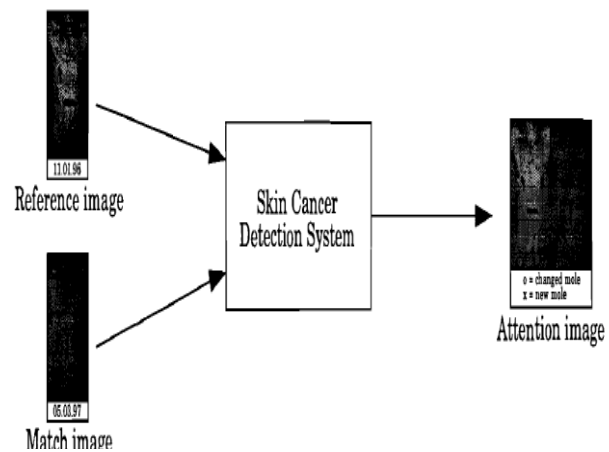 11.01.96
Reference image
Skin Cancer
Detection System
o = changed mole
x = new mole
Attention image
05.03.97
Match image